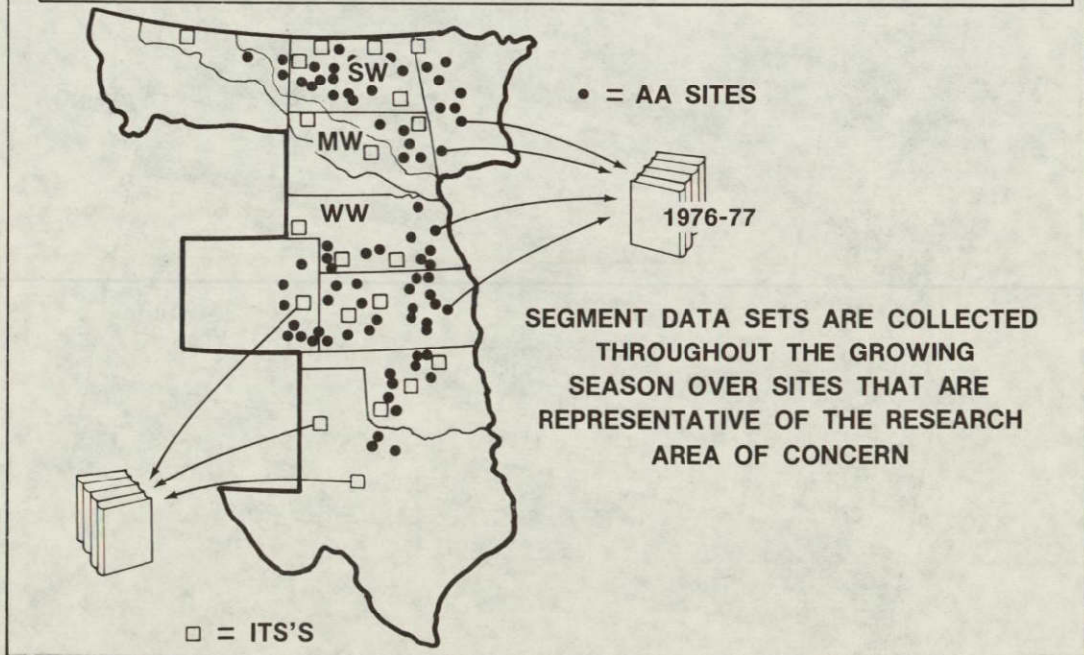 SW
● = AA SITES
MW
1976-77
WW
SEGMENT DATA SETS ARE COLLECTED
THROUGHOUT THE GROWING
SEASON OVER SITES THAT ARE
REPRESENTATIVE OF THE RESEARCH
AREA OF CONCERN
□ = ITS'S